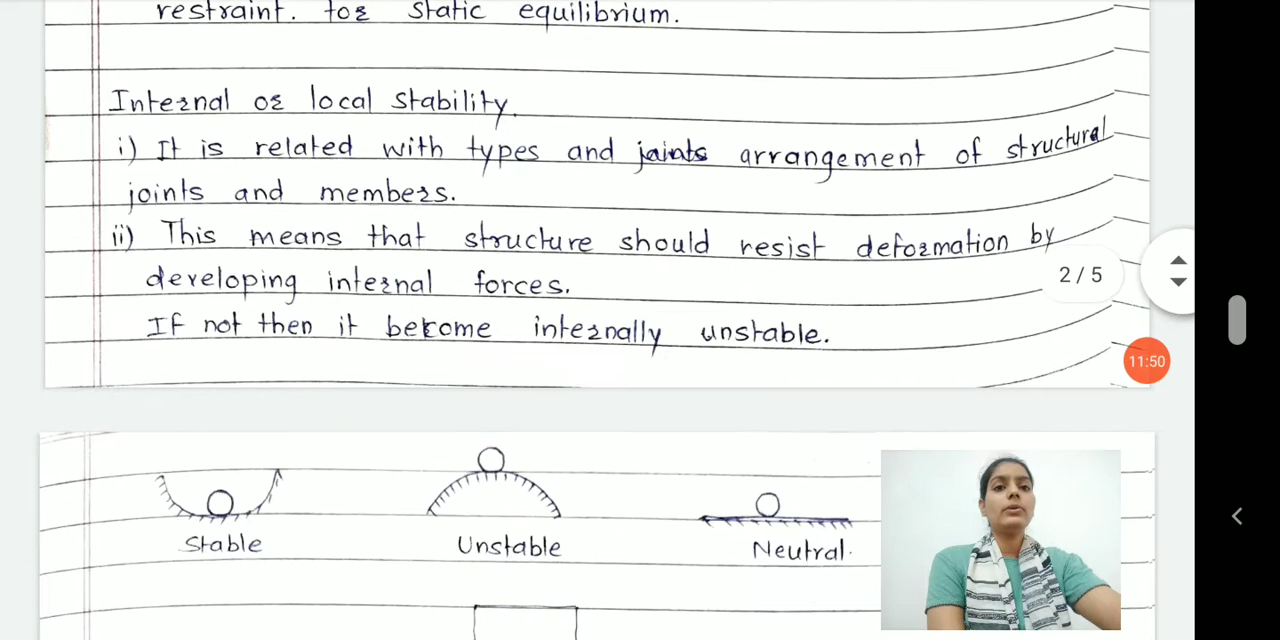 restraint. for static equilibrium.
Internal or local stability.
i) It is related with types and joints arrangement of structural
joints and members.
ii) This means that structure should resist deformation by
developing internal forces.
If not then it become internally unstable.
2 / 5
11:50
Stable
Unstable
Neutral.